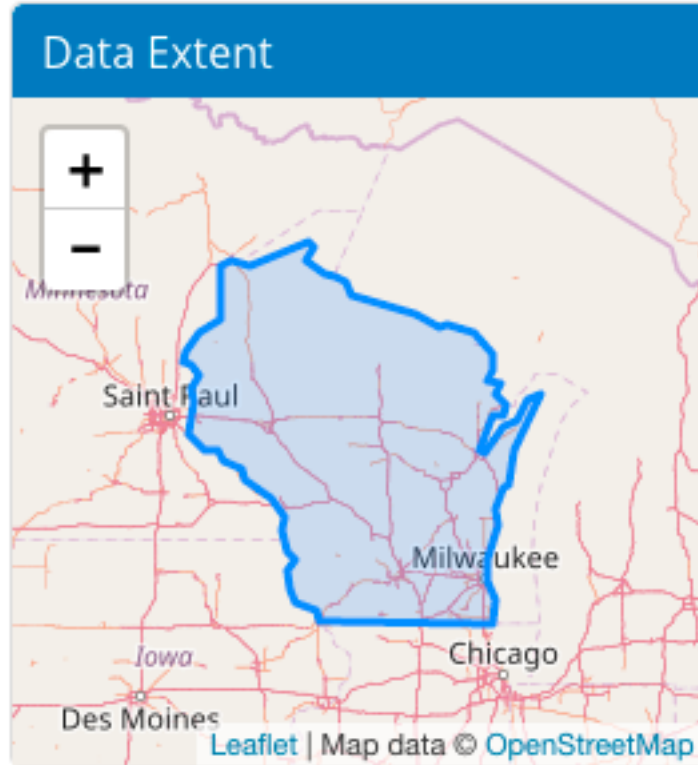 Data Extent
+
−
Minnesota
Saint Paul
Milwaukee
Chicago
Iowa
Des Moines
Leaflet | Map data © OpenStreetMap